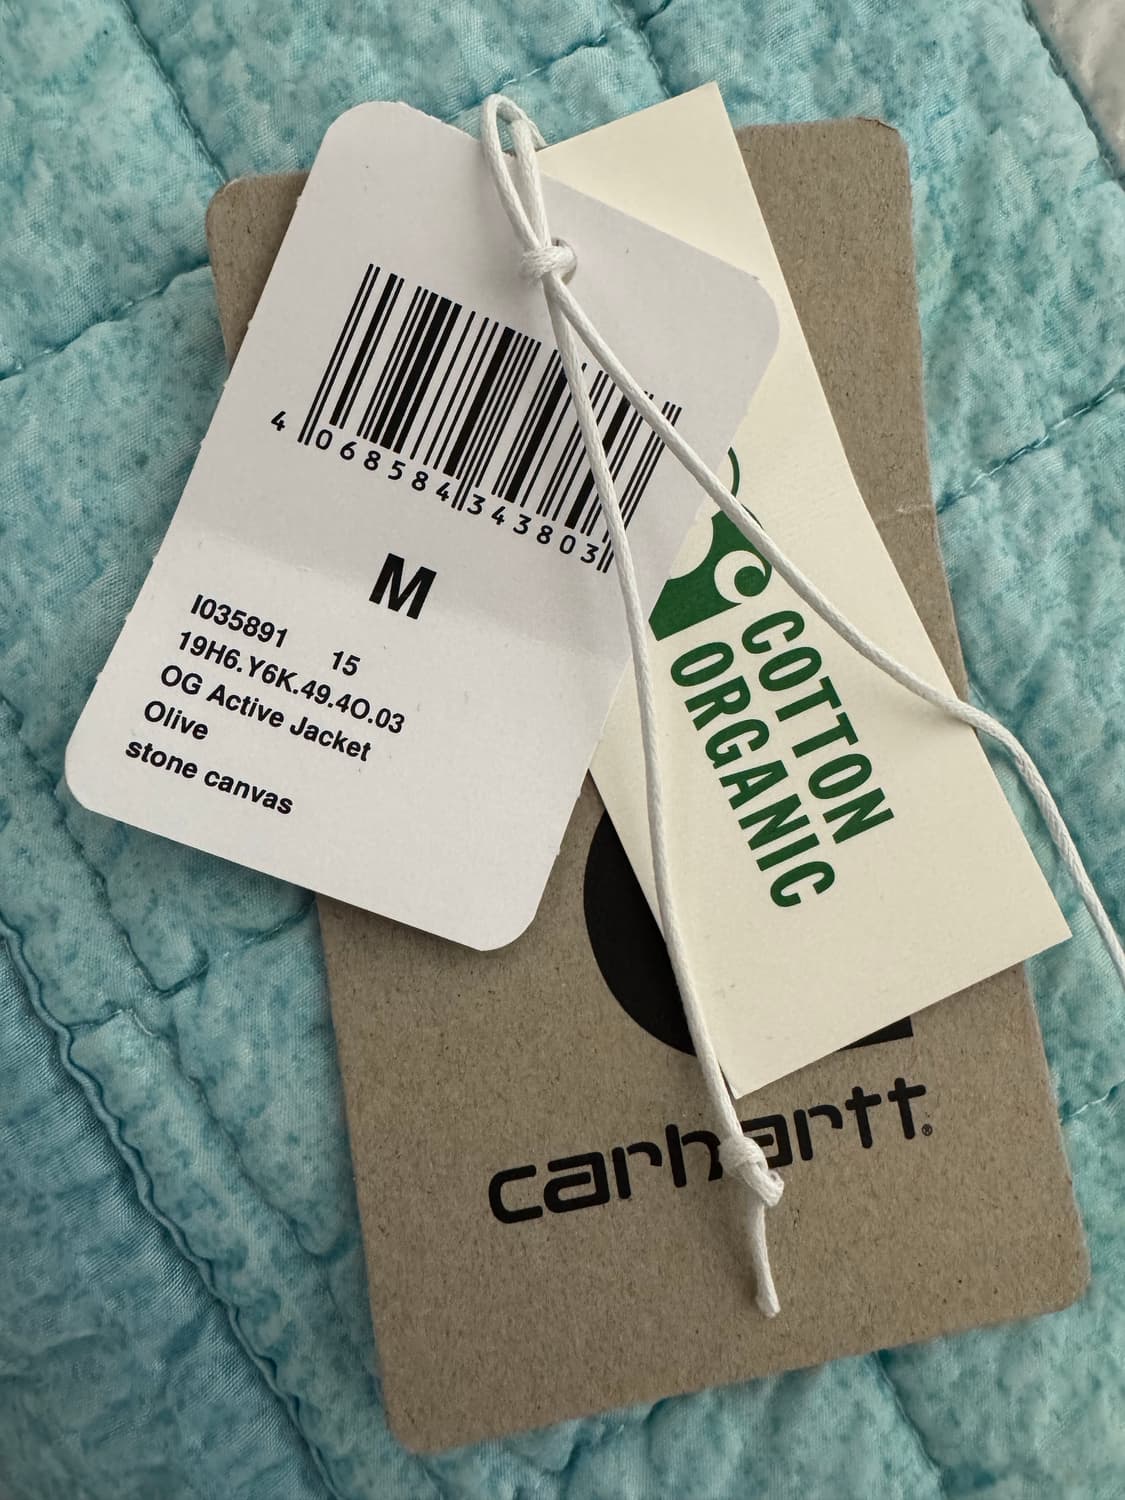 4 068584 343803
M
I035891 15
19H6.Y6K.49.4O.03
OG Active Jacket
Olive
stone canvas
COTTON
ORGANIC
carhartt®